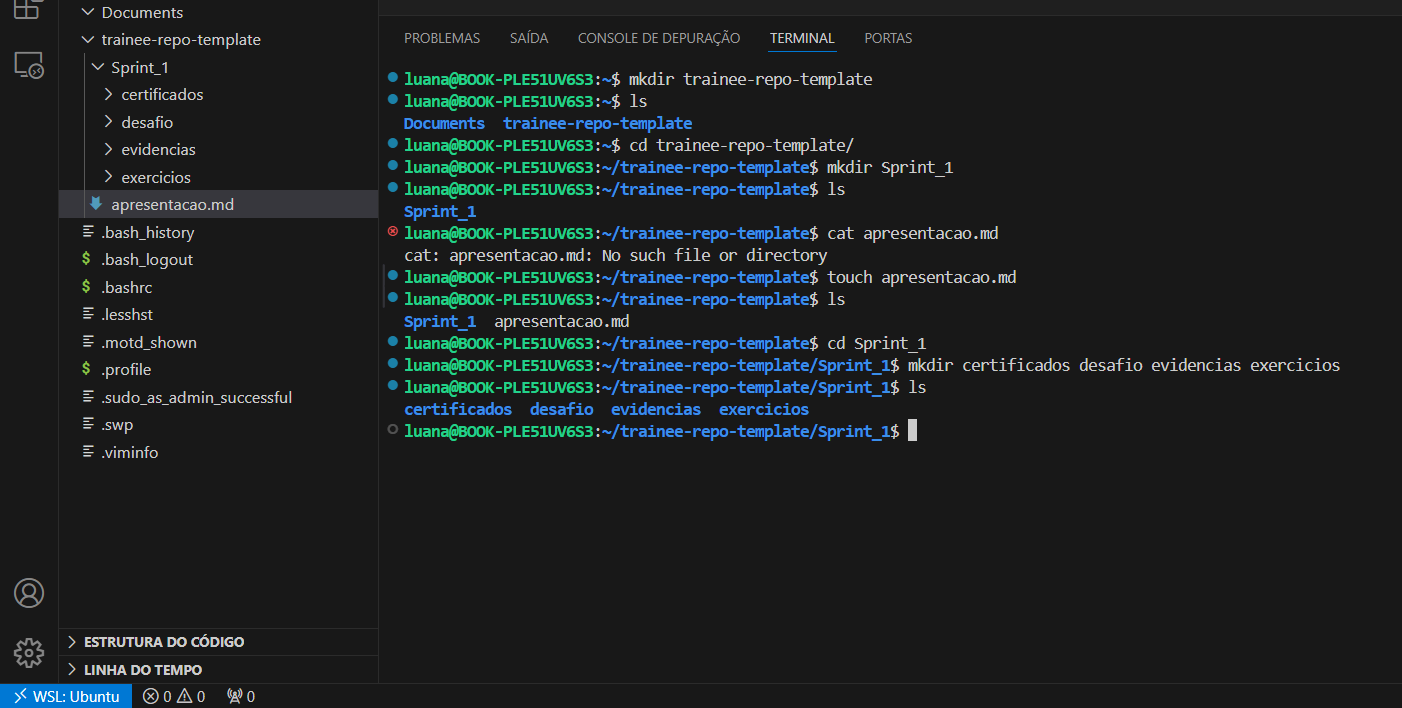 Documents
trainee-repo-template
Sprint_1
certificados
desafio
evidencias
exercicios
apresentacao.md
.bash_history
.bash_logout
.bashrc
.lesshst
.motd_shown
.profile
.sudo_as_admin_successful
.swp
.viminfo
ESTRUTURA DO CÓDIGO
LINHA DO TEMPO
PROBLEMAS SAÍDA CONSOLE DE DEPURAÇÃO TERMINAL PORTAS
luana@BOOK-PLE51UV6S3:~$ mkdir trainee-repo-template
luana@BOOK-PLE51UV6S3:~$ ls
Documents trainee-repo-template
luana@BOOK-PLE51UV6S3:~$ cd trainee-repo-template/
luana@BOOK-PLE51UV6S3:~/trainee-repo-template$ mkdir Sprint_1
luana@BOOK-PLE51UV6S3:~/trainee-repo-template$ ls
Sprint_1
luana@BOOK-PLE51UV6S3:~/trainee-repo-template$ cat apresentacao.md
cat: apresentacao.md: No such file or directory
luana@BOOK-PLE51UV6S3:~/trainee-repo-template$ touch apresentacao.md
luana@BOOK-PLE51UV6S3:~/trainee-repo-template$ ls
Sprint_1 apresentacao.md
luana@BOOK-PLE51UV6S3:~/trainee-repo-template$ cd Sprint_1
luana@BOOK-PLE51UV6S3:~/trainee-repo-template/Sprint_1$ mkdir certificados desafio evidencias exercicios
luana@BOOK-PLE51UV6S3:~/trainee-repo-template/Sprint_1$ ls
certificados desafio evidencias exercicios
luana@BOOK-PLE51UV6S3:~/trainee-repo-template/Sprint_1$
WSL: Ubuntu 0 0 0